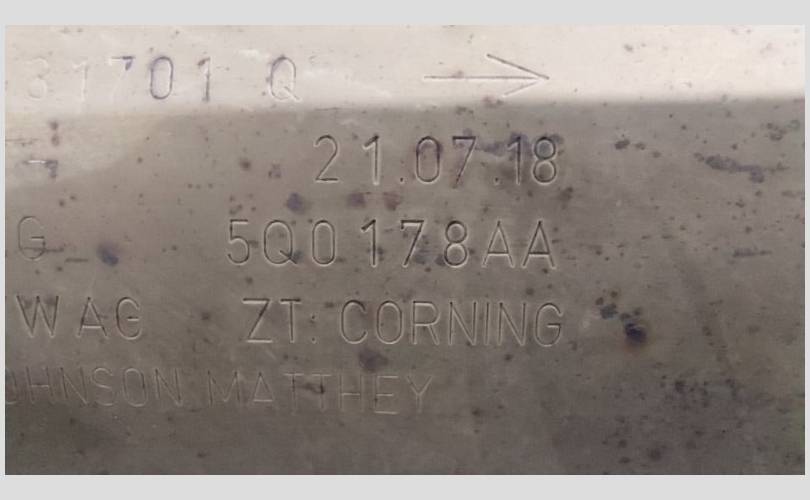 31701 Q
21.07.18
G 5Q0178AA
WAG ZT: CORNING
OHNSON MATTHEY